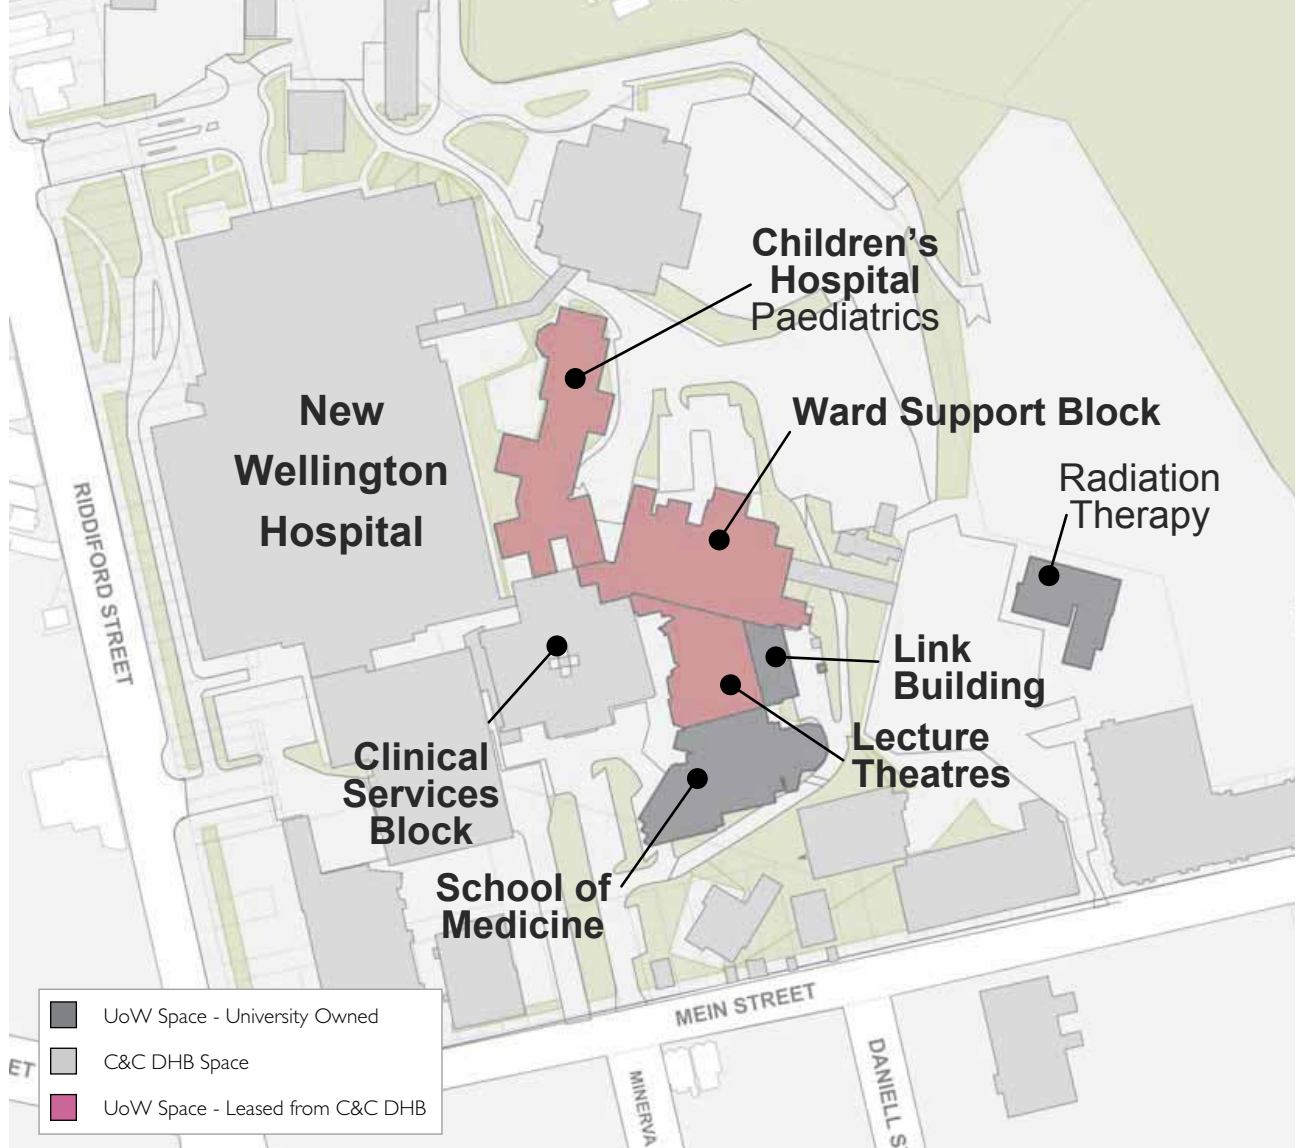 Children's
Hospital
Paediatrics
Ward Support Block
New
Wellington
Hospital
Radiation
Therapy
RIDDIFORD STREET
Link
Building
Lecture
Theatres
Clinical
Services
Block
School of
Medicine
MEIN STREET
UoW Space - University Owned
C&C DHB Space
UoW Space - Leased from C&C DHB
ET
MINERVA
DANIELL S